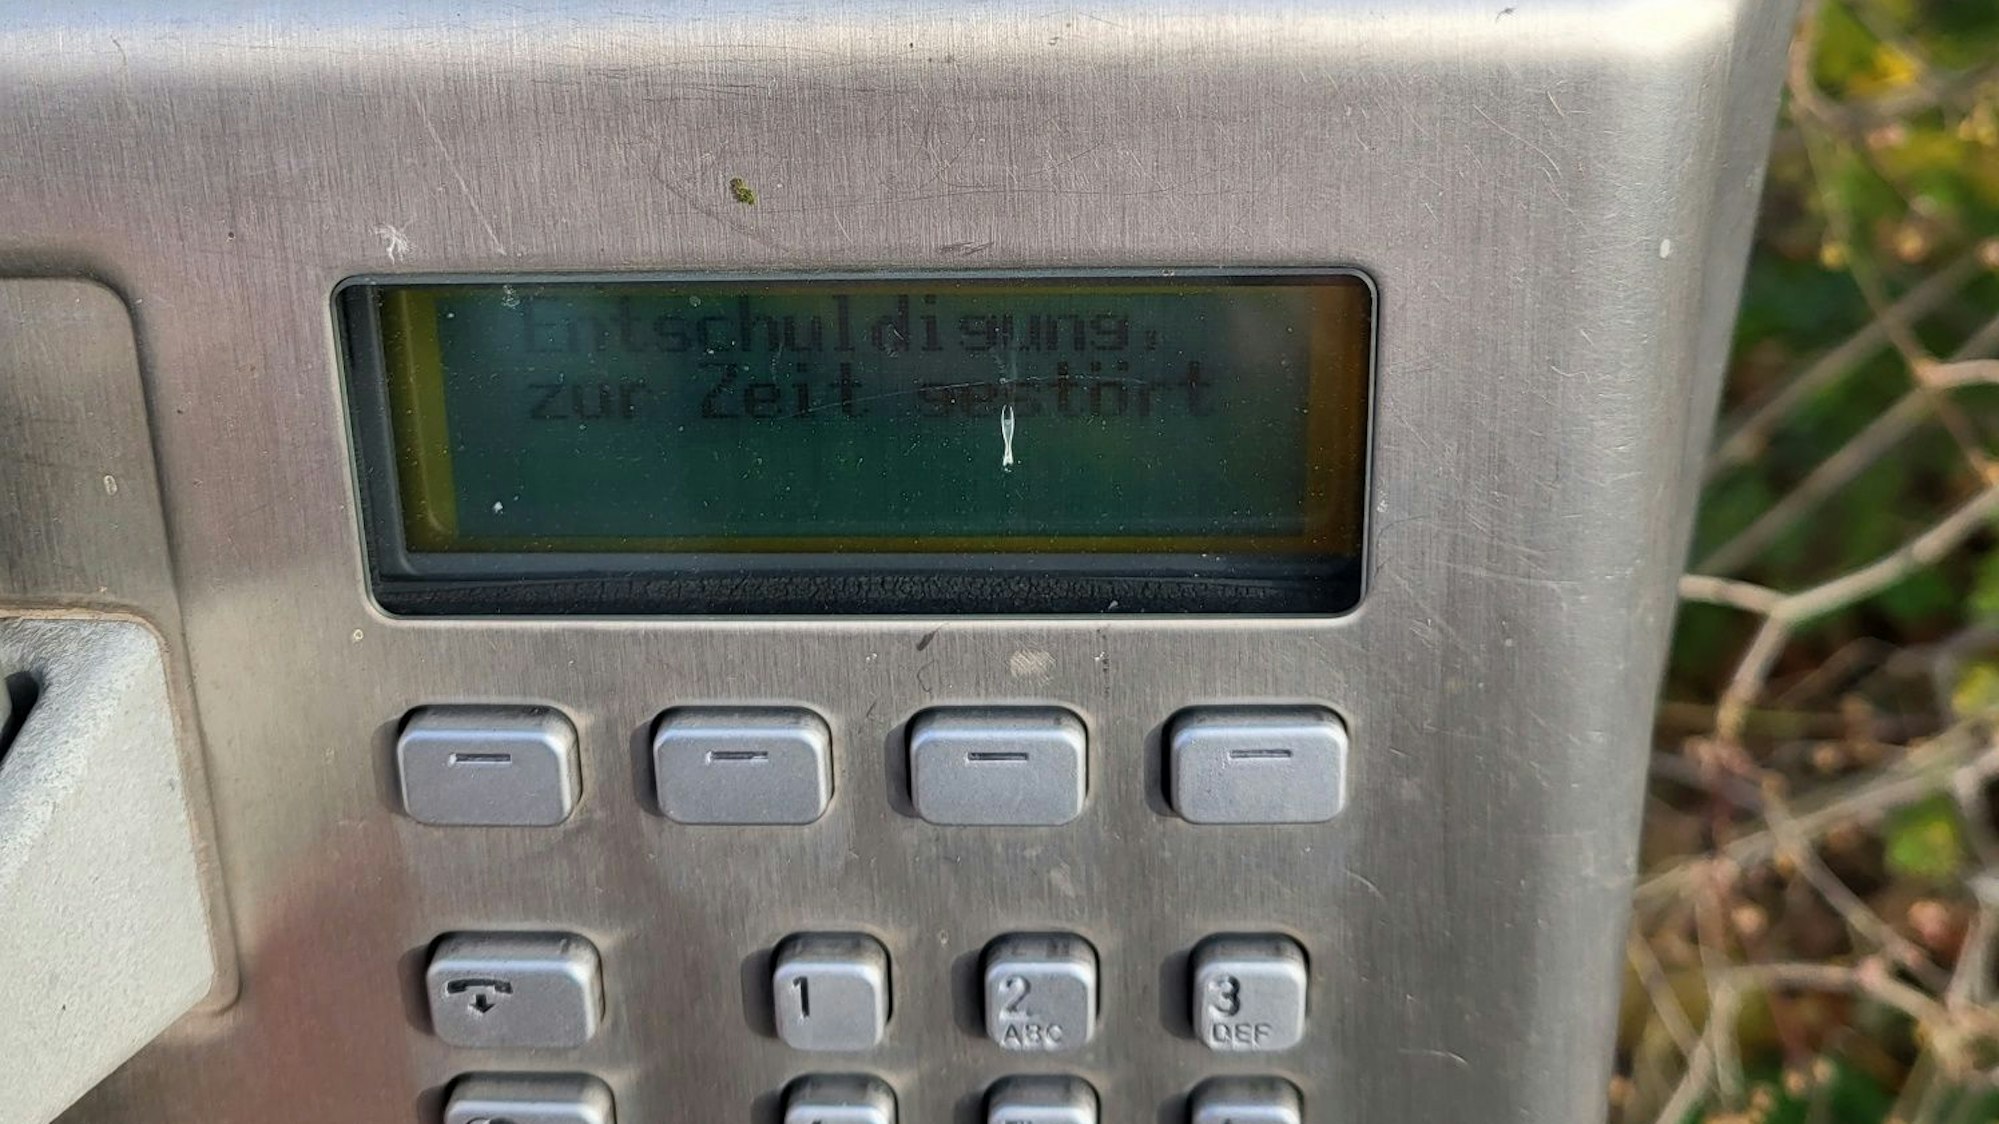 Entschuldigung,
zur Zeit gestört
1
2
ABC
3
DEF